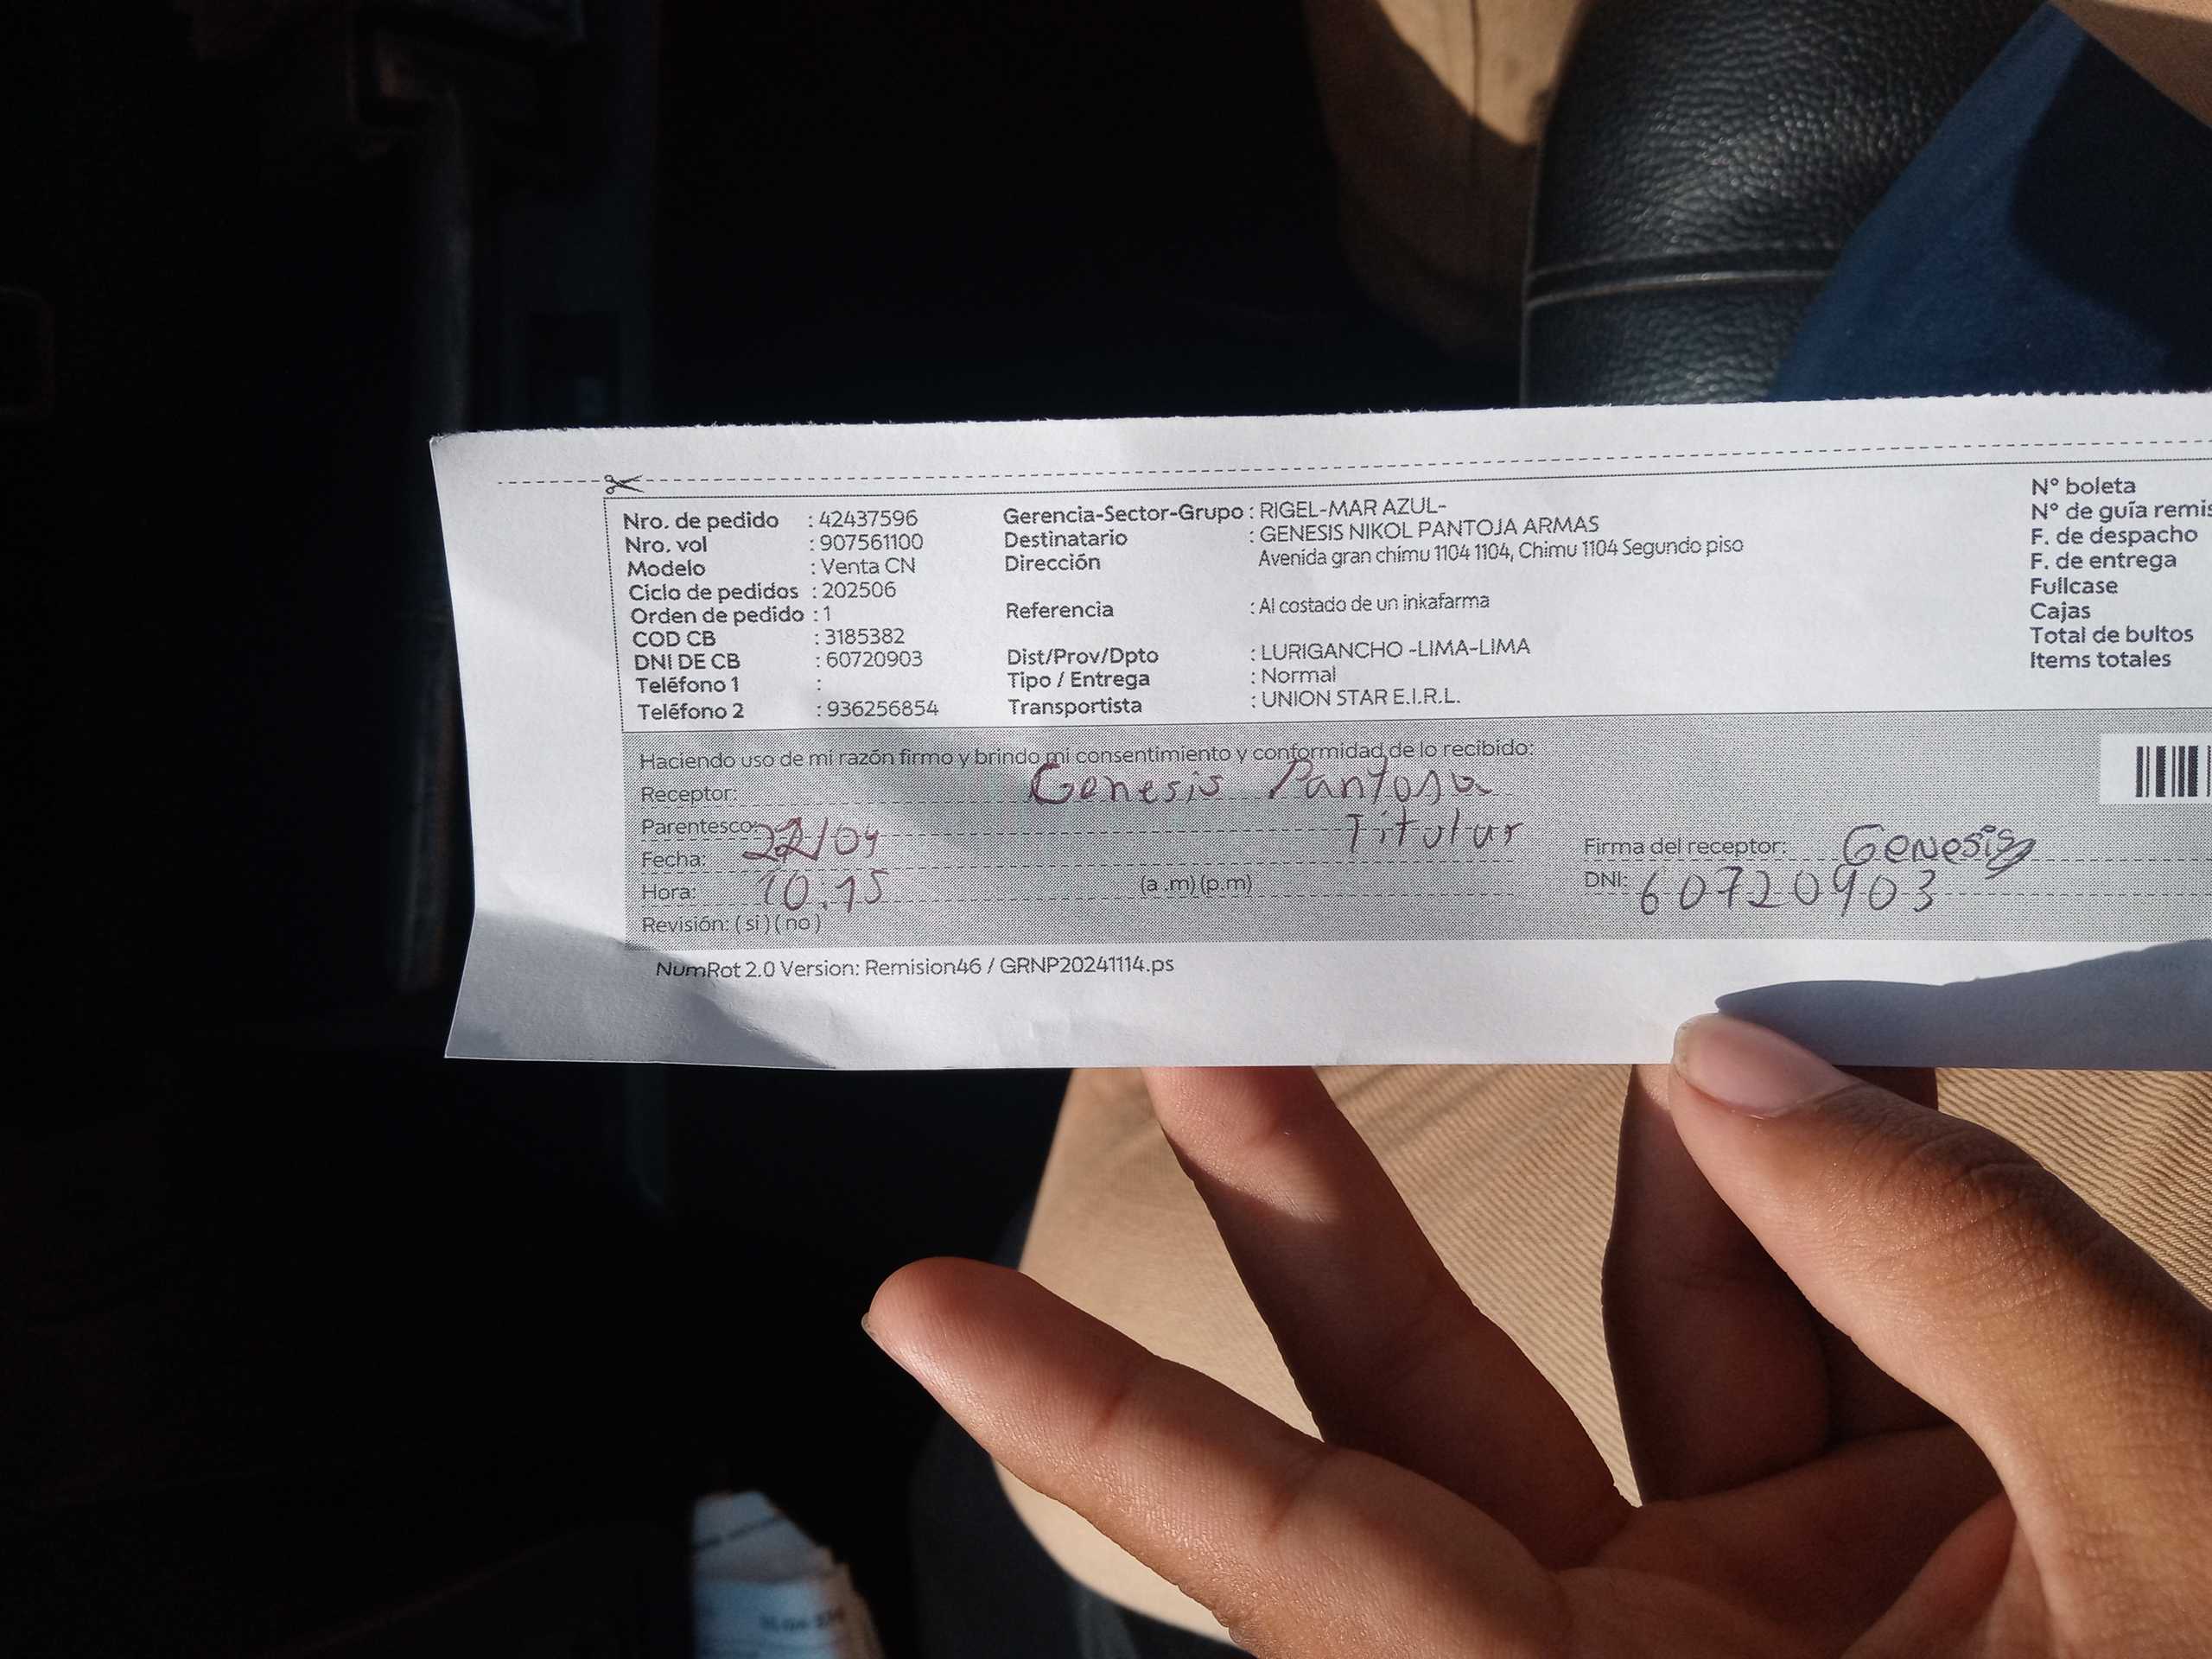 Nro. de pedido : 42437596
Nro. vol : 907561100
Modelo : Venta CN
Ciclo de pedidos : 202506
Orden de pedido : 1
COD CB : 3185382
DNI DE CB : 60720903
Teléfono 1 :
Teléfono 2 : 936256854
Gerencia-Sector-Grupo : RIGEL-MAR AZUL-
Destinatario : GENESIS NIKOL PANTOJA ARMAS
Dirección Avenida gran chimu 1104 1104, Chimu 1104 Segundo piso
Referencia : Al costado de un inkafarma
Dist/Prov/Dpto : LURIGANCHO -LIMA-LIMA
Tipo / Entrega : Normal
Transportista : UNION STAR E.I.R.L.
N° boleta
N° de guía remis
F. de despacho
F. de entrega
Fullcase
Cajas
Total de bultos
Items totales
Haciendo uso de mi razón firmo y brindo mi consentimiento y conformidad de lo recibido:
Receptor: Genesis Pantoja
Parentesco: Titular
Fecha: 22/04
Hora: 10:15 (a .m) (p.m)
Revisión: ( si ) ( no )
Firma del receptor: Genesis
DNI: 60720903
NumRot 2.0 Version: Remision46 / GRNP20241114.ps